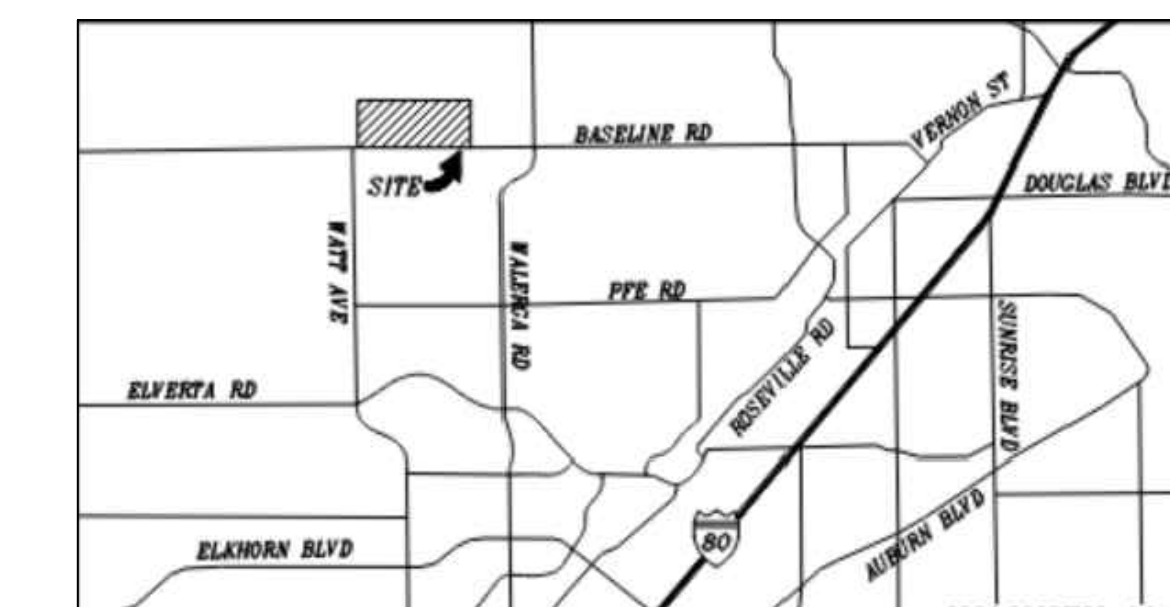 VERNON ST
BASELINE RD
SITE
DOUGLAS BLVD
WATT AVE
WALERGA RD
PFE RD
SUNRISE BLVD
ROSEVILLE RD
ELVERTA RD
80
AUBURN BLVD
ELKHORN BLVD